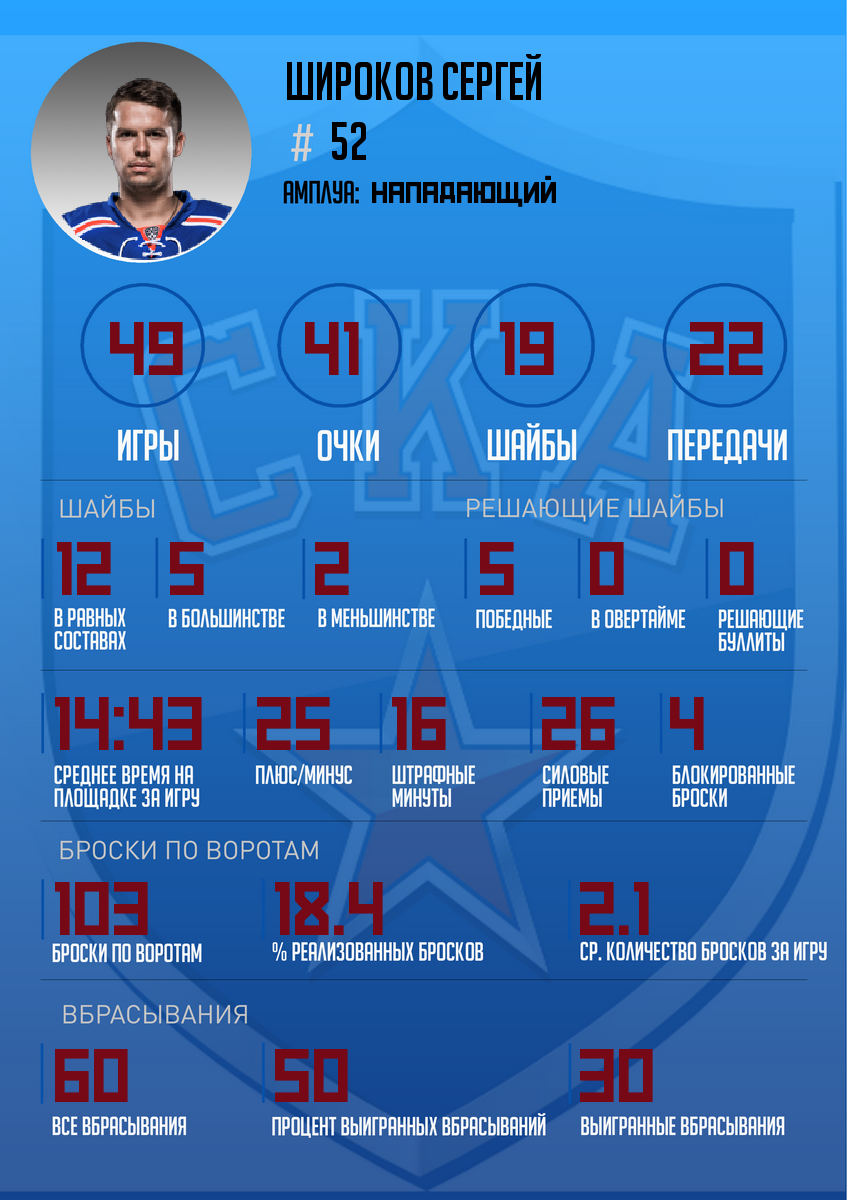 ШИРОКОВ СЕРГЕЙ
# 52
АМПЛУА: НАПАДАЮЩИЙ
СКА
49 41 19 22
ИГРЫ ОЧКИ ШАЙБЫ ПЕРЕДАЧИ
ШАЙБЫ РЕШАЮЩИЕ ШАЙБЫ
12 5 2 5 0 0
В РАВНЫХ В БОЛЬШИНСТВЕ В МЕНЬШИНСТВЕ ПОБЕДНЫЕ В ОВЕРТАЙМЕ РЕШАЮЩИЕ
СОСТАВАХ БУЛЛИТЫ
14:43 25 16 26 4
СРЕДНЕЕ ВРЕМЯ НА ПЛЮС/МИНУС ШТРАФНЫЕ СИЛОВЫЕ БЛОКИРОВАННЫЕ
ПЛОЩАДКЕ ЗА ИГРУ МИНУТЫ ПРИЕМЫ БРОСКИ
БРОСКИ ПО ВОРОТАМ
103 18.4 2.1
БРОСКИ ПО ВОРОТАМ % РЕАЛИЗОВАННЫХ БРОСКОВ СР. КОЛИЧЕСТВО БРОСКОВ ЗА ИГРУ
ВБРАСЫВАНИЯ
60 50 30
ВСЕ ВБРАСЫВАНИЯ ПРОЦЕНТ ВЫИГРАННЫХ ВБРАСЫВАНИЙ ВЫИГРАННЫЕ ВБРАСЫВАНИЯ